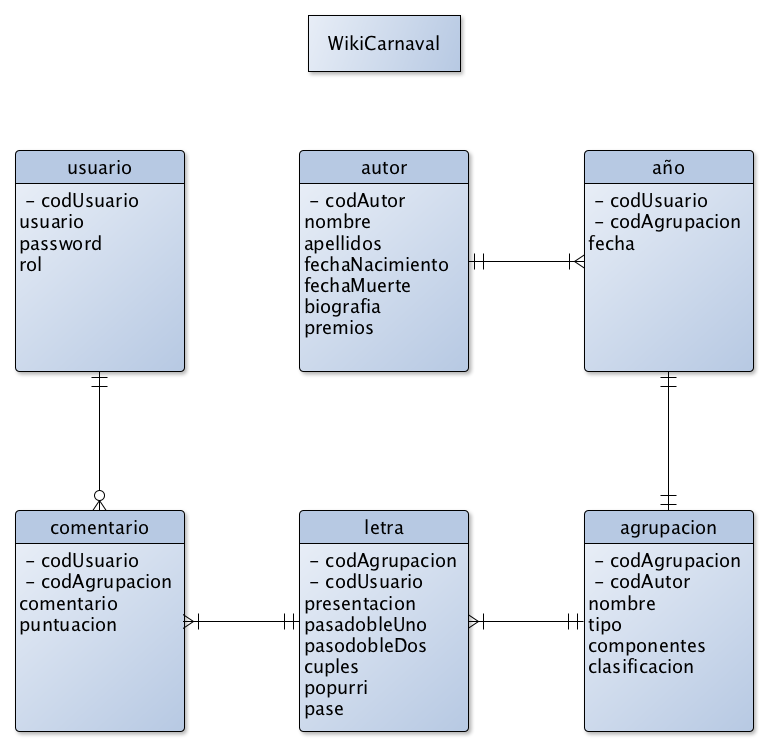 WikiCarnaval
usuario
- codUsuario
usuario
password
rol
autor
- codAutor
nombre
apellidos
fechaNacimiento
fechaMuerte
biografia
premios
año
- codUsuario
- codAgrupacion
fecha
comentario
- codUsuario
- codAgrupacion
comentario
puntuacion
letra
- codAgrupacion
- codUsuario
presentacion
pasadobleUno
pasodobleDos
cuples
popurri
pase
agrupacion
- codAgrupacion
- codAutor
nombre
tipo
componentes
clasificacion